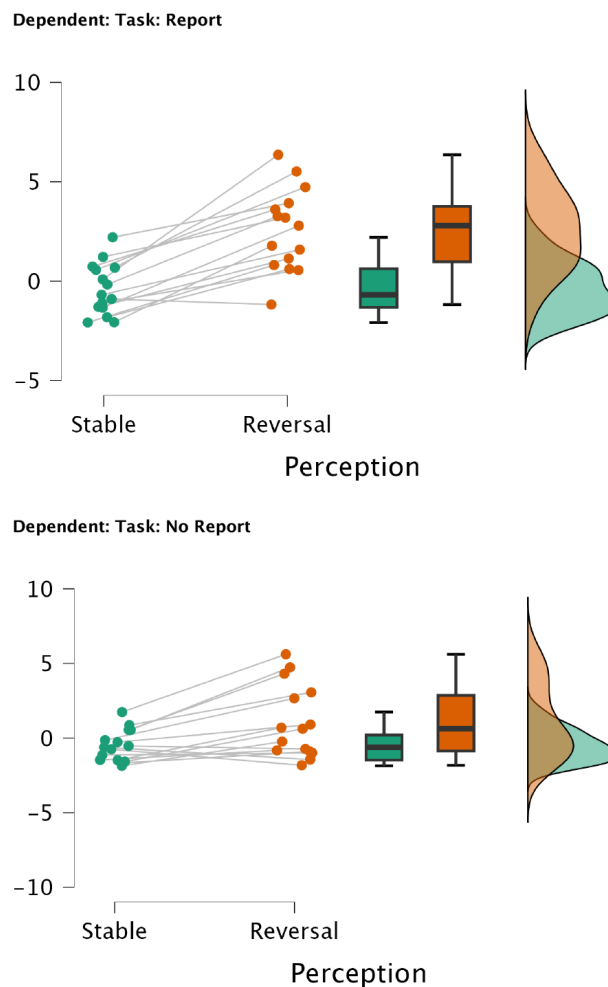 Dependent: Task: Report
10
5
0
−5
Stable Reversal
Perception
Dependent: Task: No Report
10
5
0
−5
−10
Stable Reversal
Perception